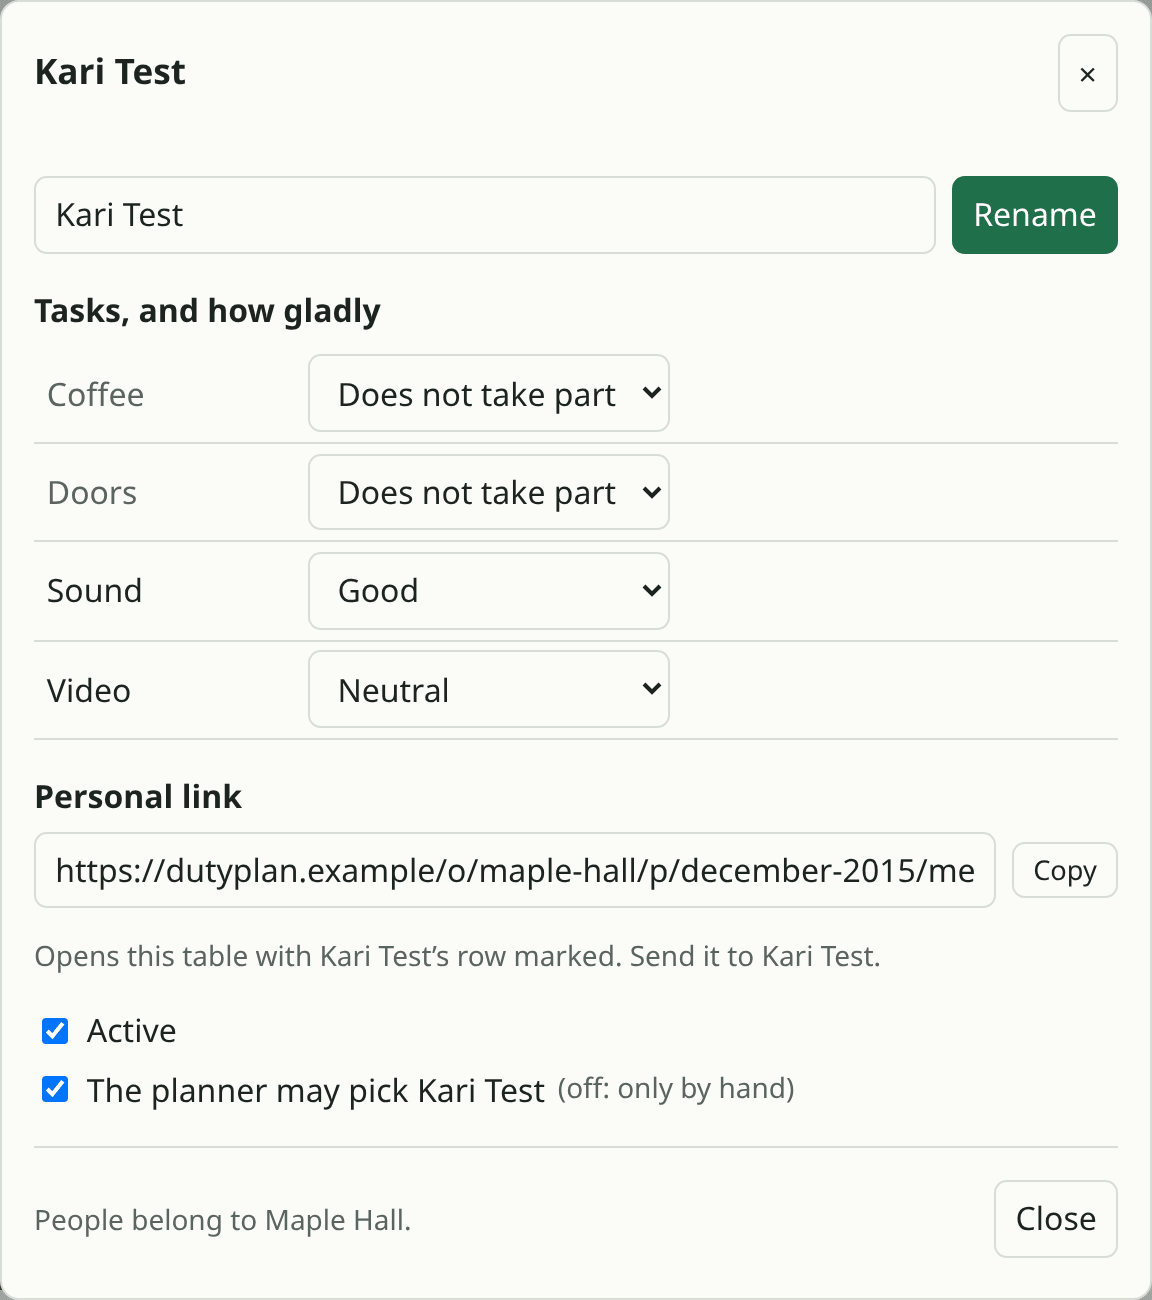 Kari Test
×
Kari Test
Rename
Tasks, and how gladly
Coffee
Does not take part
Doors
Does not take part
Sound
Good
Video
Neutral
Personal link
https://dutyplan.example/o/maple-hall/p/december-2015/me
Copy
Opens this table with Kari Test’s row marked. Send it to Kari Test.
Active
The planner may pick Kari Test (off: only by hand)
People belong to Maple Hall.
Close